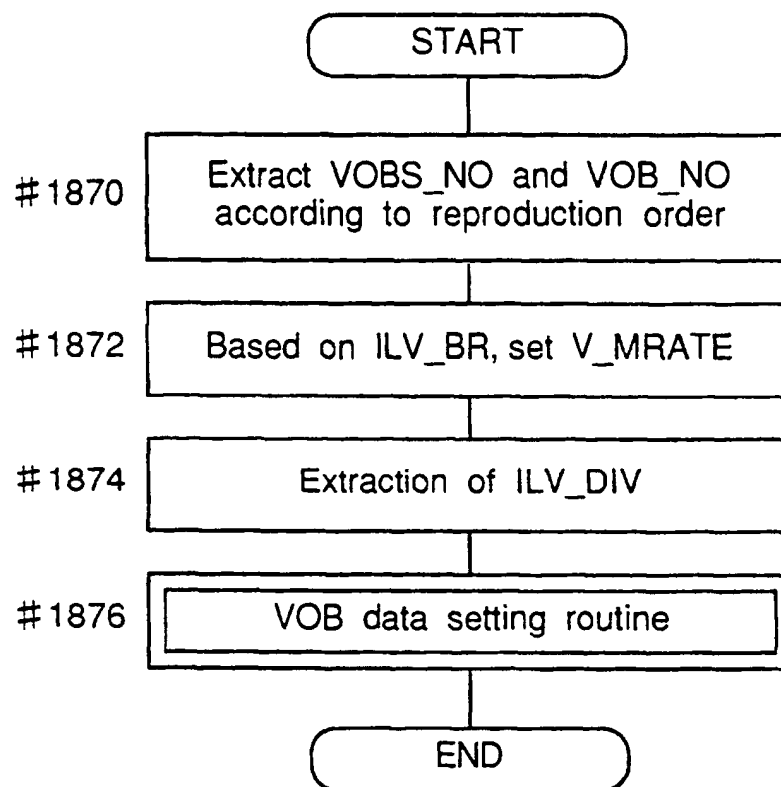 START
#1870
Extract VOBS_NO and VOB_NO
according to reproduction order
#1872
Based on ILV_BR, set V_MRATE
#1874
Extraction of ILV_DIV
#1876
VOB data setting routine
END